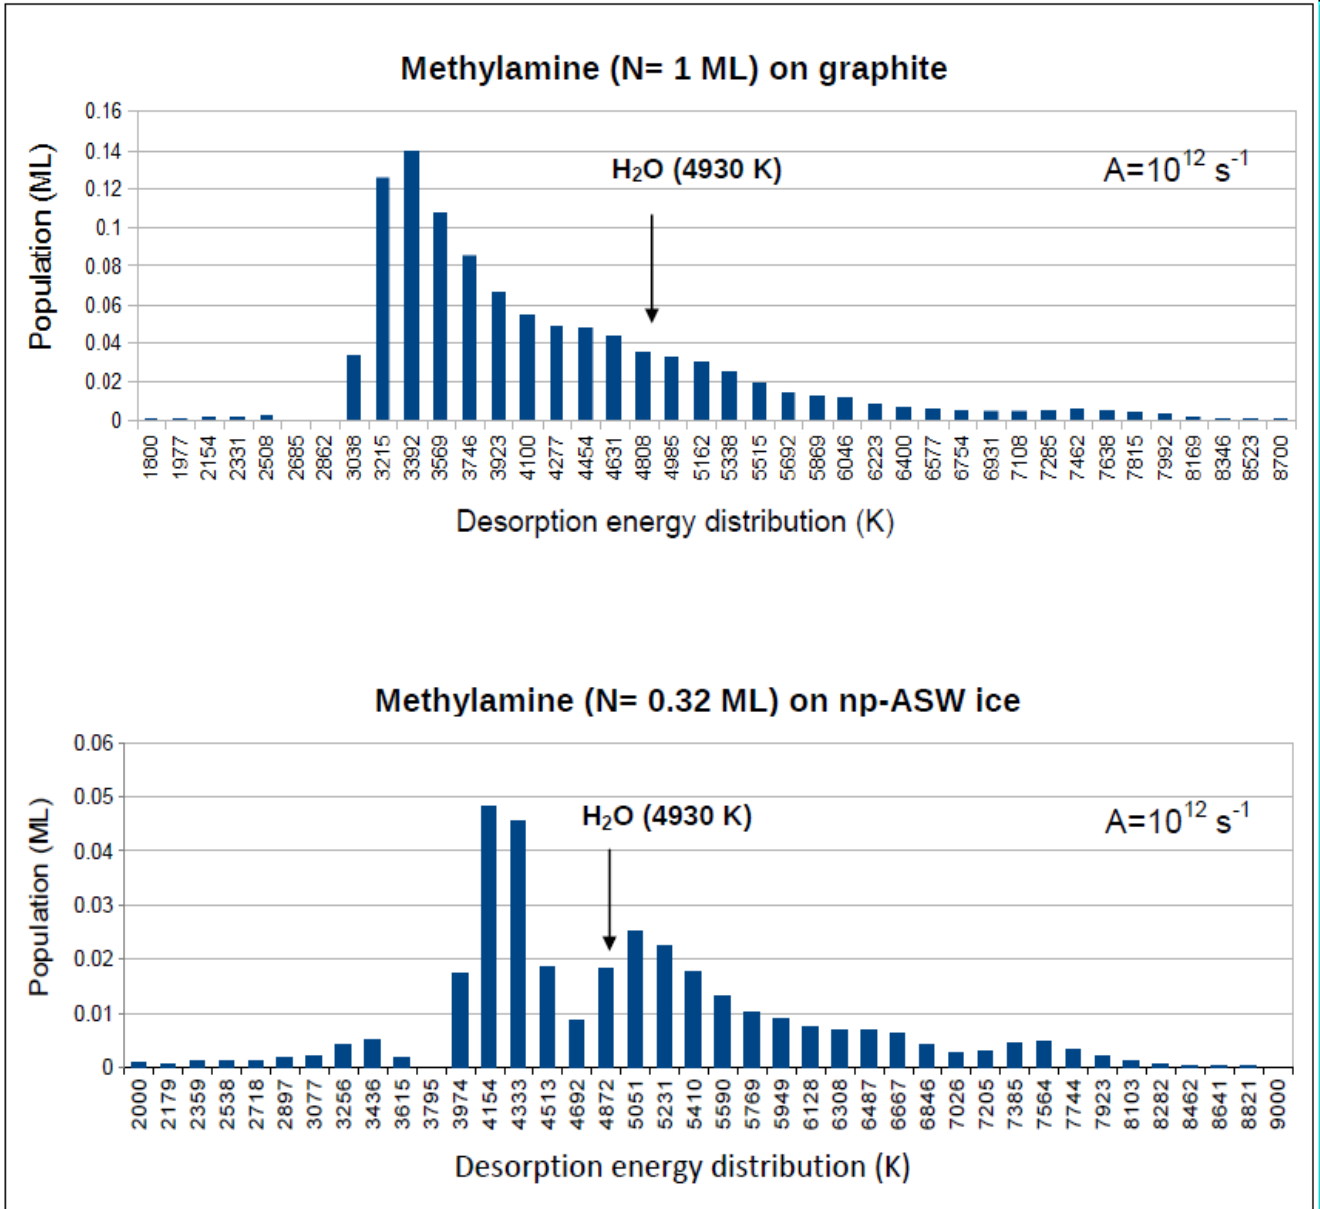 Methylamine (N= 1 ML) on graphite
0.16
0.14
0.12
0.1
0.08
0.06
0.04
0.02
0
Population (ML)
H₂O (4930 K)
A=10¹² s⁻¹
1800 1977 2154 2331 2508 2685 2862 3038 3215 3392 3569 3746 3923 4100 4277 4454 4631 4808 4985 5162 5338 5515 5692 5869 6046 6223 6400 6577 6754 6931 7108 7285 7462 7638 7815 7992 8169 8346 8523 8700
Desorption energy distribution (K)
Methylamine (N= 0.32 ML) on np-ASW ice
0.06
0.05
0.04
0.03
0.02
0.01
0
Population (ML)
H₂O (4930 K)
A=10¹² s⁻¹
2000 2179 2359 2538 2718 2897 3077 3256 3436 3615 3795 3974 4154 4333 4513 4692 4872 5051 5231 5410 5590 5769 5949 6128 6308 6487 6667 6846 7026 7205 7385 7564 7744 7923 8103 8282 8462 8641 8821 9000
Desorption energy distribution (K)